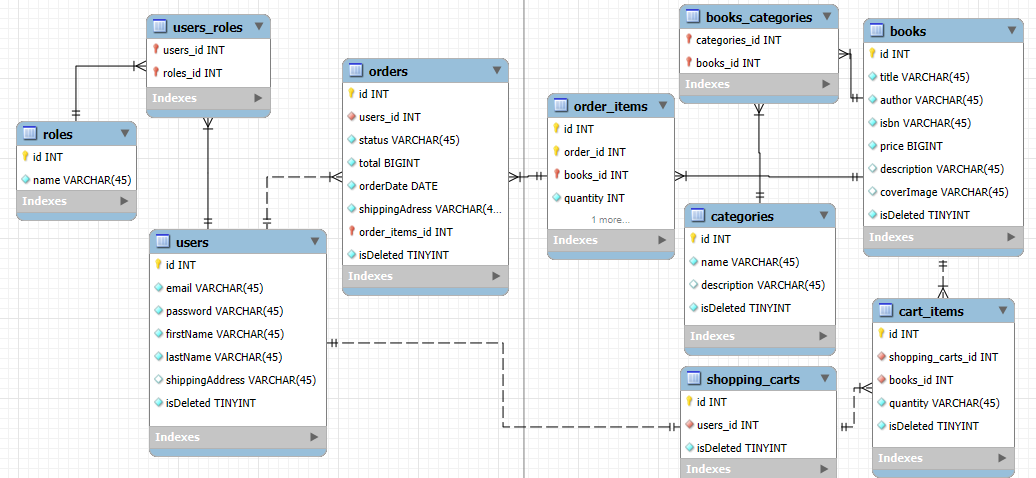 users_roles
users_id INT
roles_id INT
Indexes
roles
id INT
name VARCHAR(45)
Indexes
users
id INT
email VARCHAR(45)
password VARCHAR(45)
firstName VARCHAR(45)
lastName VARCHAR(45)
shippingAddress VARCHAR(45)
isDeleted TINYINT
Indexes
orders
id INT
users_id INT
status VARCHAR(45)
total BIGINT
orderDate DATE
shippingAdress VARCHAR(4...
order_items_id INT
isDeleted TINYINT
Indexes
order_items
id INT
order_id INT
books_id INT
quantity INT
1 more...
Indexes
books_categories
categories_id INT
books_id INT
Indexes
categories
id INT
name VARCHAR(45)
description VARCHAR(45)
isDeleted TINYINT
Indexes
shopping_carts
id INT
users_id INT
isDeleted TINYINT
Indexes
books
id INT
title VARCHAR(45)
author VARCHAR(45)
isbn VARCHAR(45)
price BIGINT
description VARCHAR(45)
coverImage VARCHAR(45)
isDeleted TINYINT
Indexes
cart_items
id INT
shopping_carts_id INT
books_id INT
quantity VARCHAR(45)
isDeleted TINYINT
Indexes